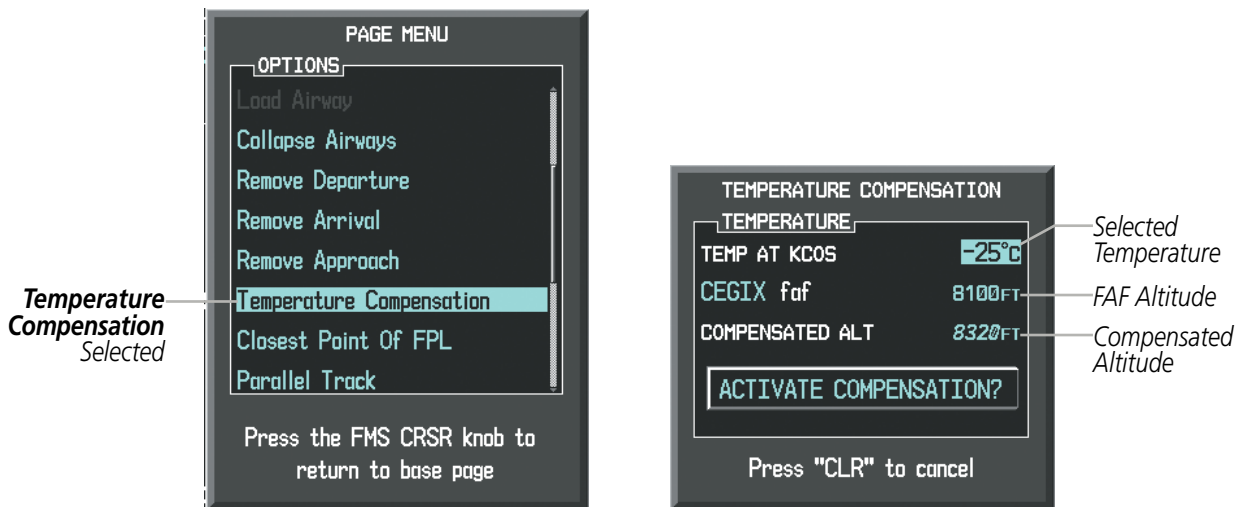 PAGE MENU
OPTIONS
Load Airway
Collapse Airways
Remove Departure
Remove Arrival
Remove Approach
Temperature Compensation
Closest Point Of FPL
Parallel Track
Press the FMS CRSR knob to
return to base page
Temperature
Compensation
Selected
TEMPERATURE COMPENSATION
TEMPERATURE
TEMP AT KCOS -25°C
CEGIX faf 8100FT
COMPENSATED ALT 8320FT
ACTIVATE COMPENSATION?
Press "CLR" to cancel
Selected
Temperature
FAF Altitude
Compensated
Altitude